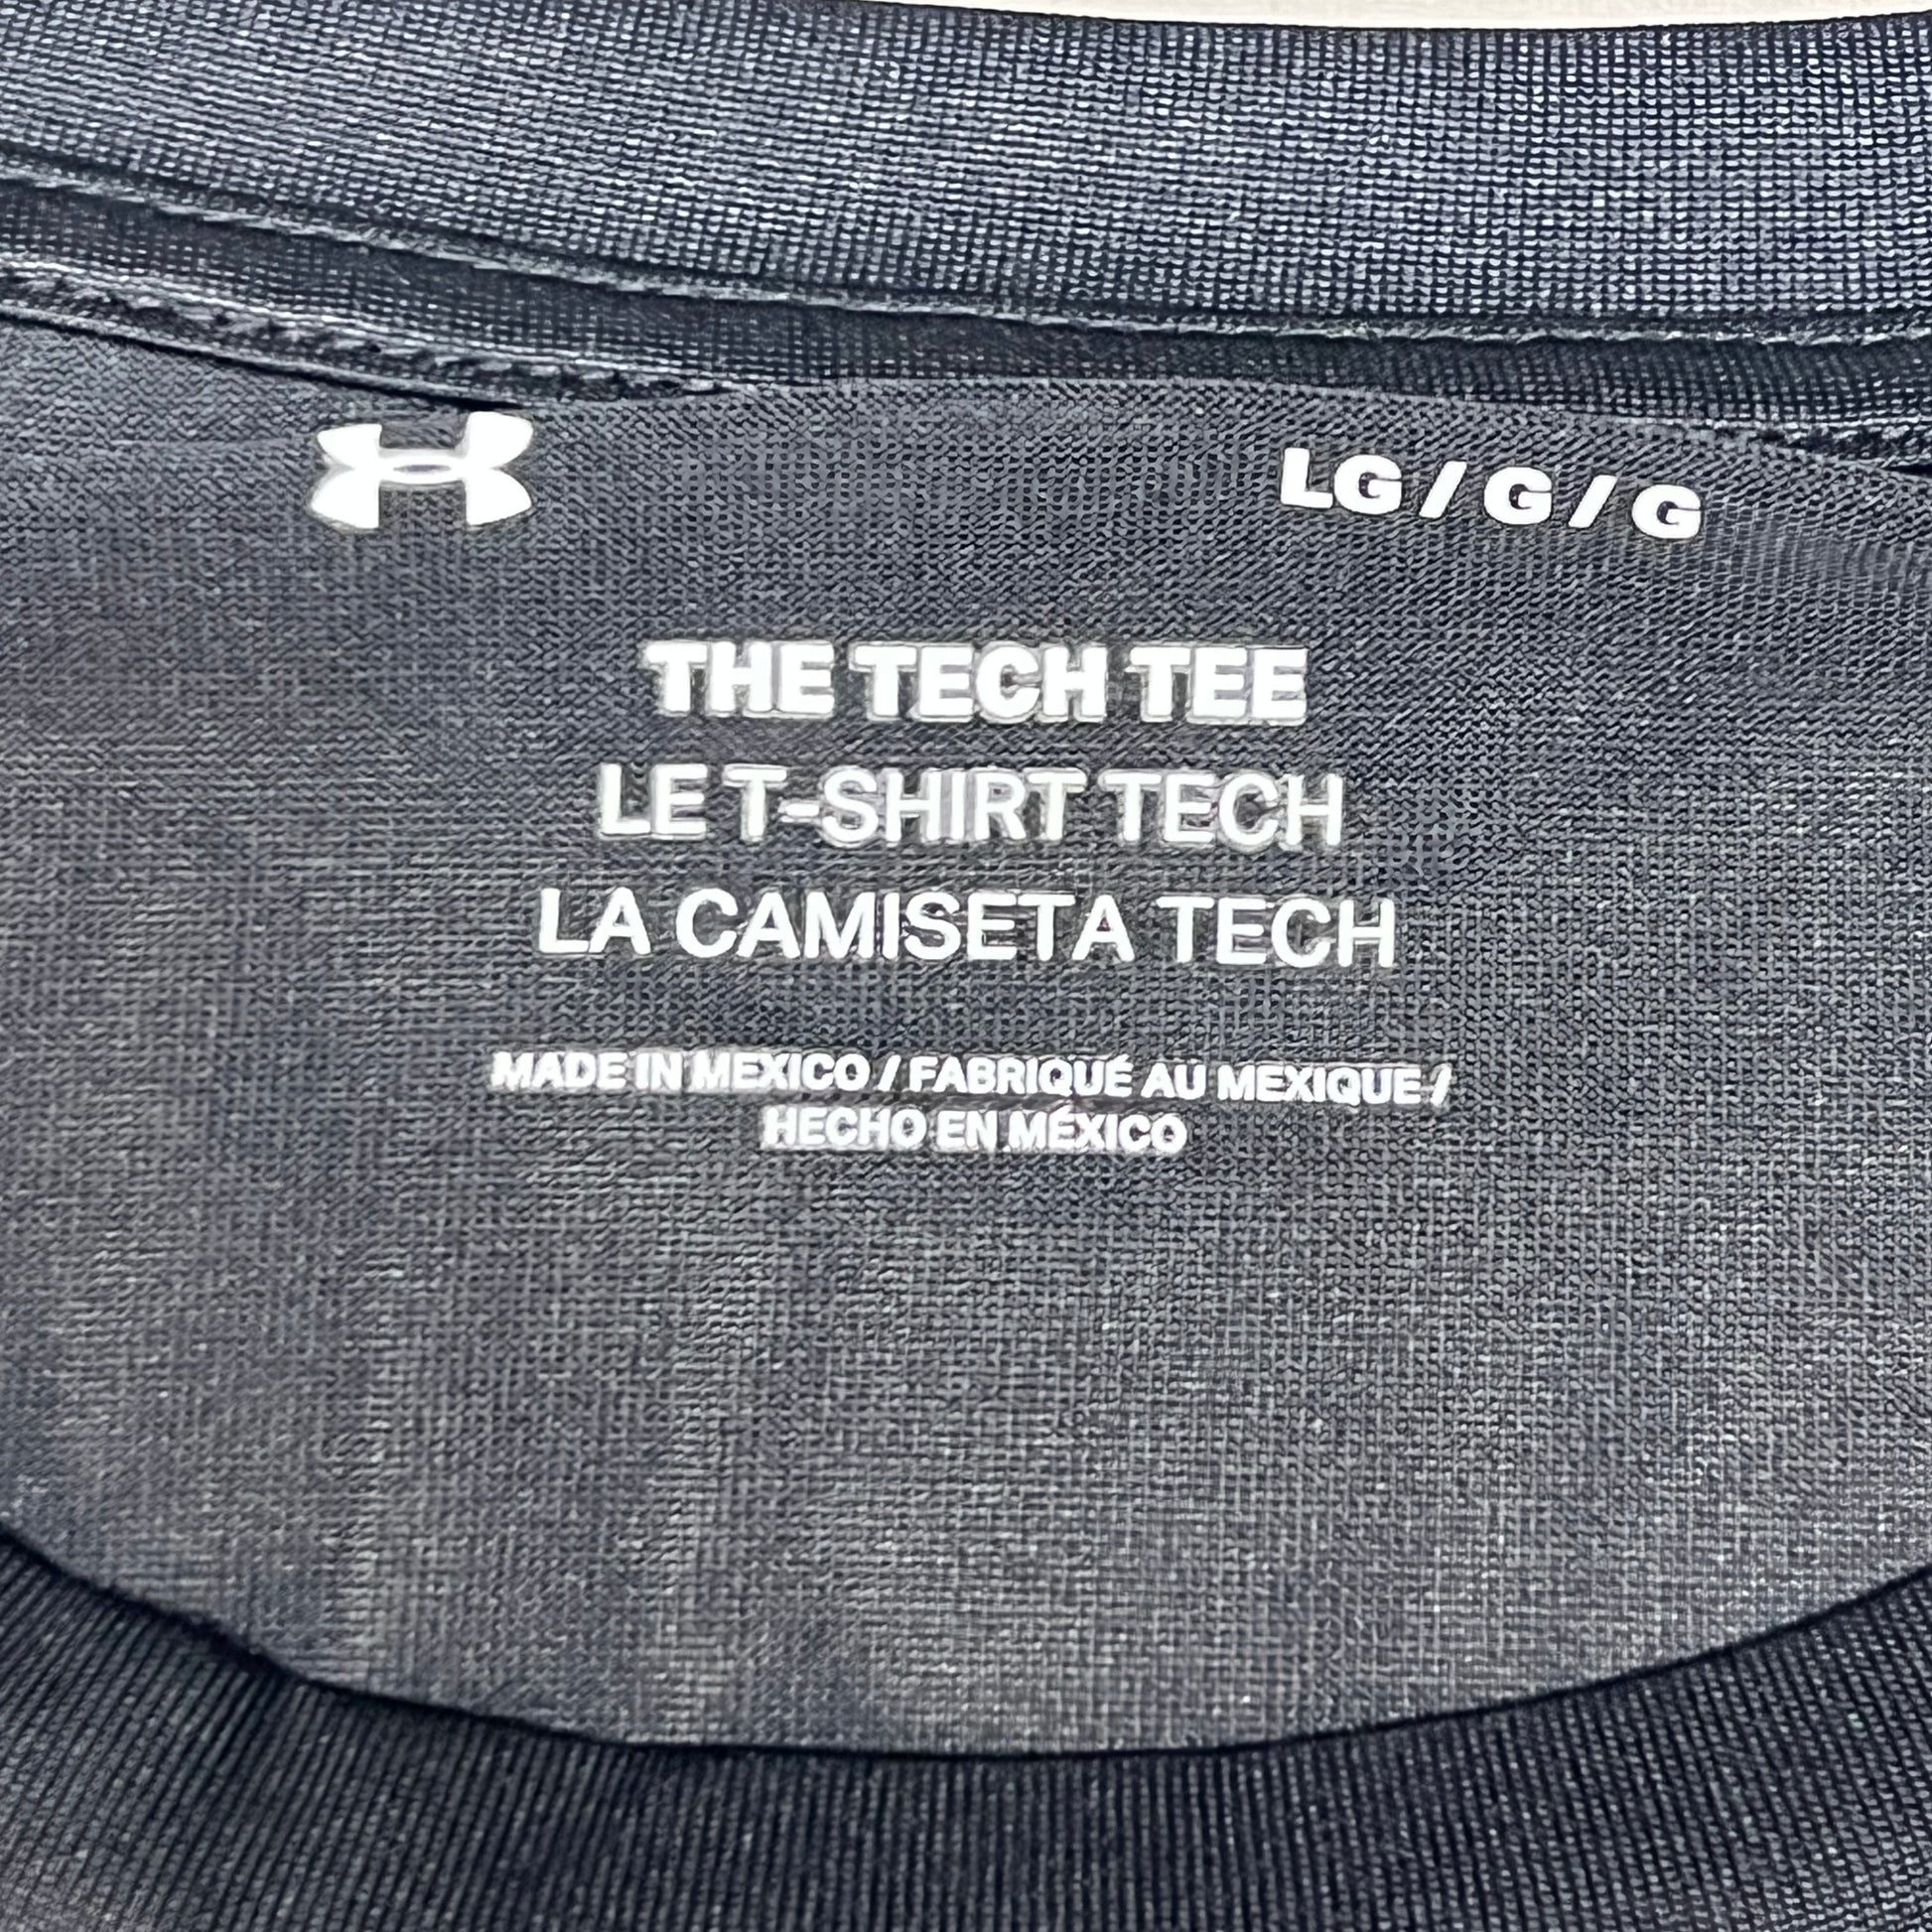 LG / G / G
THE TECH TEE
LE T-SHIRT TECH
LA CAMISETA TECH
MADE IN MEXICO / FABRIQUÉ AU MEXIQUE /
HECHO EN MÉXICO